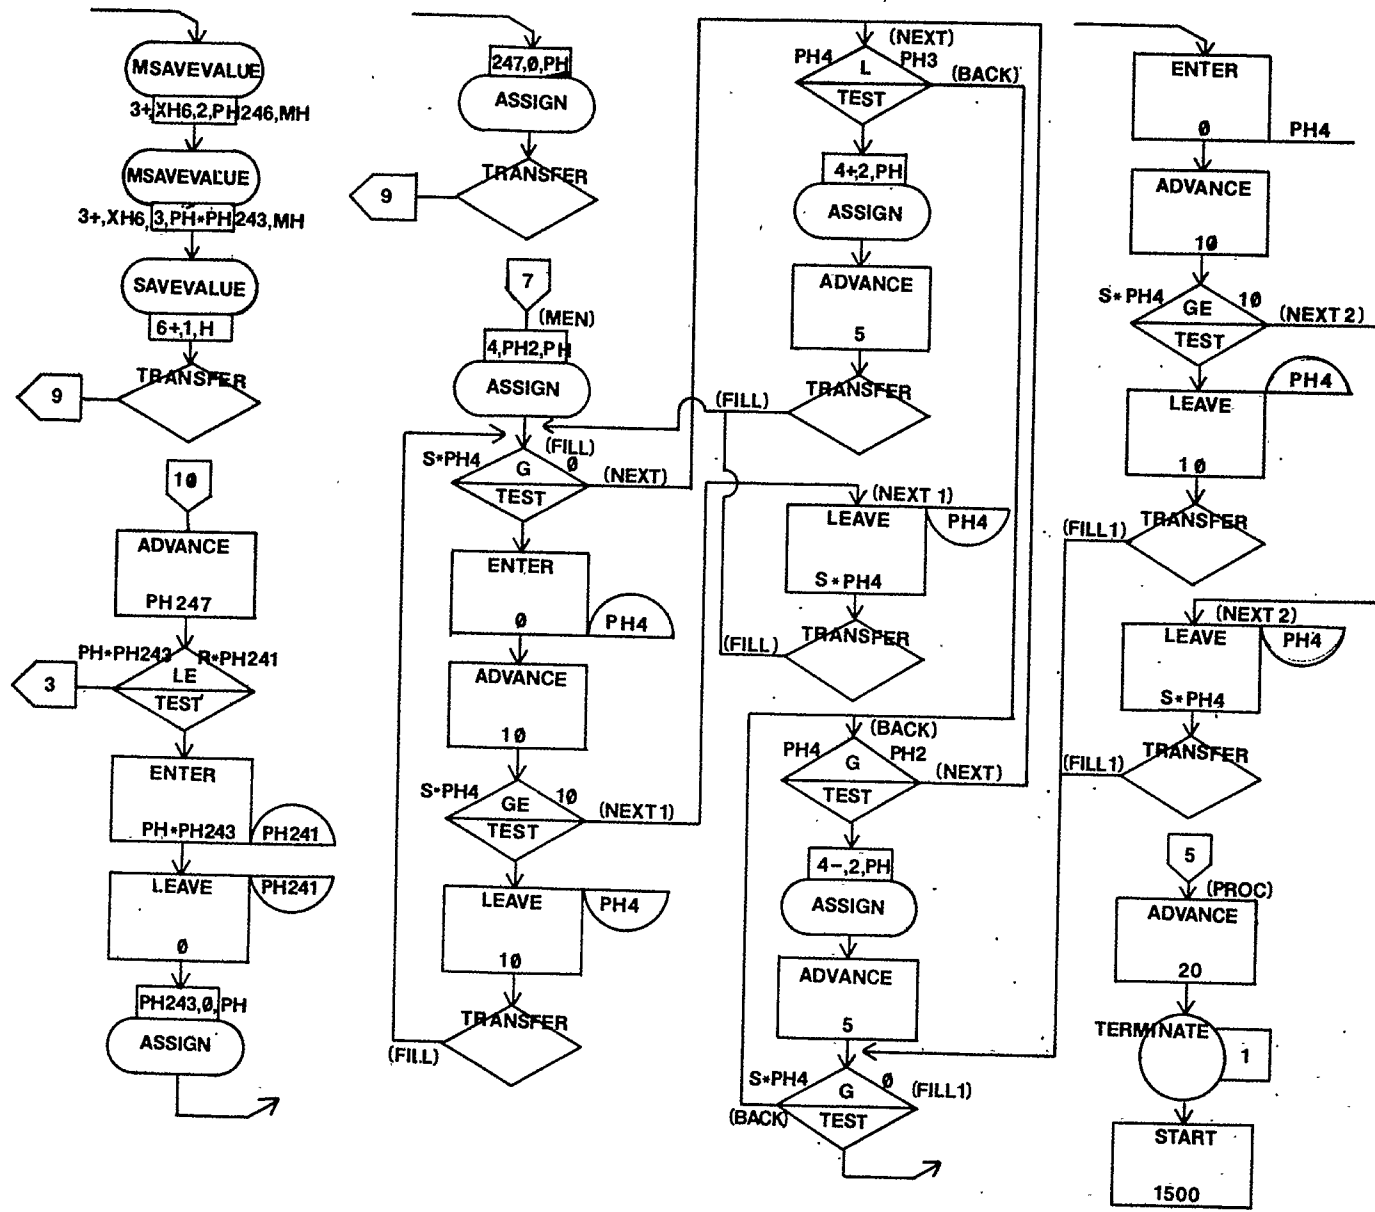 MSAVEVALUE
3+,XH6,2,PH246,MH
MSAVEVALUE
3+,XH6,3,PH*PH243,MH
SAVEVALUE
6+,1,H
TRANSFER
9
10
ADVANCE
PH247
PH*PH243
R*PH241
LE
TEST
3
ENTER
PH*PH243
PH241
LEAVE
PH241
0
PH243,0,PH
ASSIGN
247,0,PH
ASSIGN
TRANSFER
9
7
(MEN)
4,PH2,PH
ASSIGN
(FILL)
S*PH4
G
0
TEST
(NEXT)
ENTER
0
PH4
ADVANCE
10
S*PH4
GE
10
TEST
(NEXT1)
LEAVE
PH4
10
TRANSFER
(FILL)
(NEXT)
PH4
PH3
L
TEST
(BACK)
4+,2,PH
ASSIGN
ADVANCE
5
TRANSFER
(FILL)
(NEXT 1)
LEAVE
PH4
S*PH4
TRANSFER
(FILL)
(BACK)
PH4
PH2
G
TEST
(NEXT)
4-,2,PH
ASSIGN
ADVANCE
5
S*PH4
G
0
(FILL1)
TEST
(BACK)
ENTER
0
PH4
ADVANCE
10
S*PH4
GE
10
TEST
(NEXT 2)
LEAVE
PH4
10
TRANSFER
(FILL1)
(NEXT 2)
LEAVE
PH4
S*PH4
TRANSFER
(FILL1)
5
(PROC)
ADVANCE
20
TERMINATE
1
START
1500